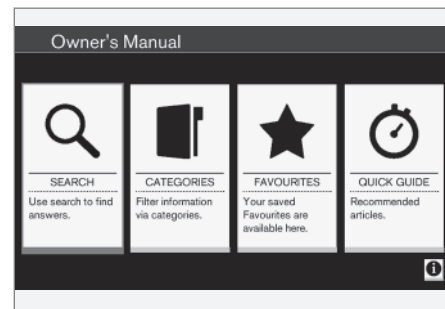 Owner's Manual
SEARCH
Use search to find
answers.
CATEGORIES
Filter information
via categories.
FAVOURITES
Your saved
Favourites are
available here.
QUICK GUIDE
Recommended
articles.
i